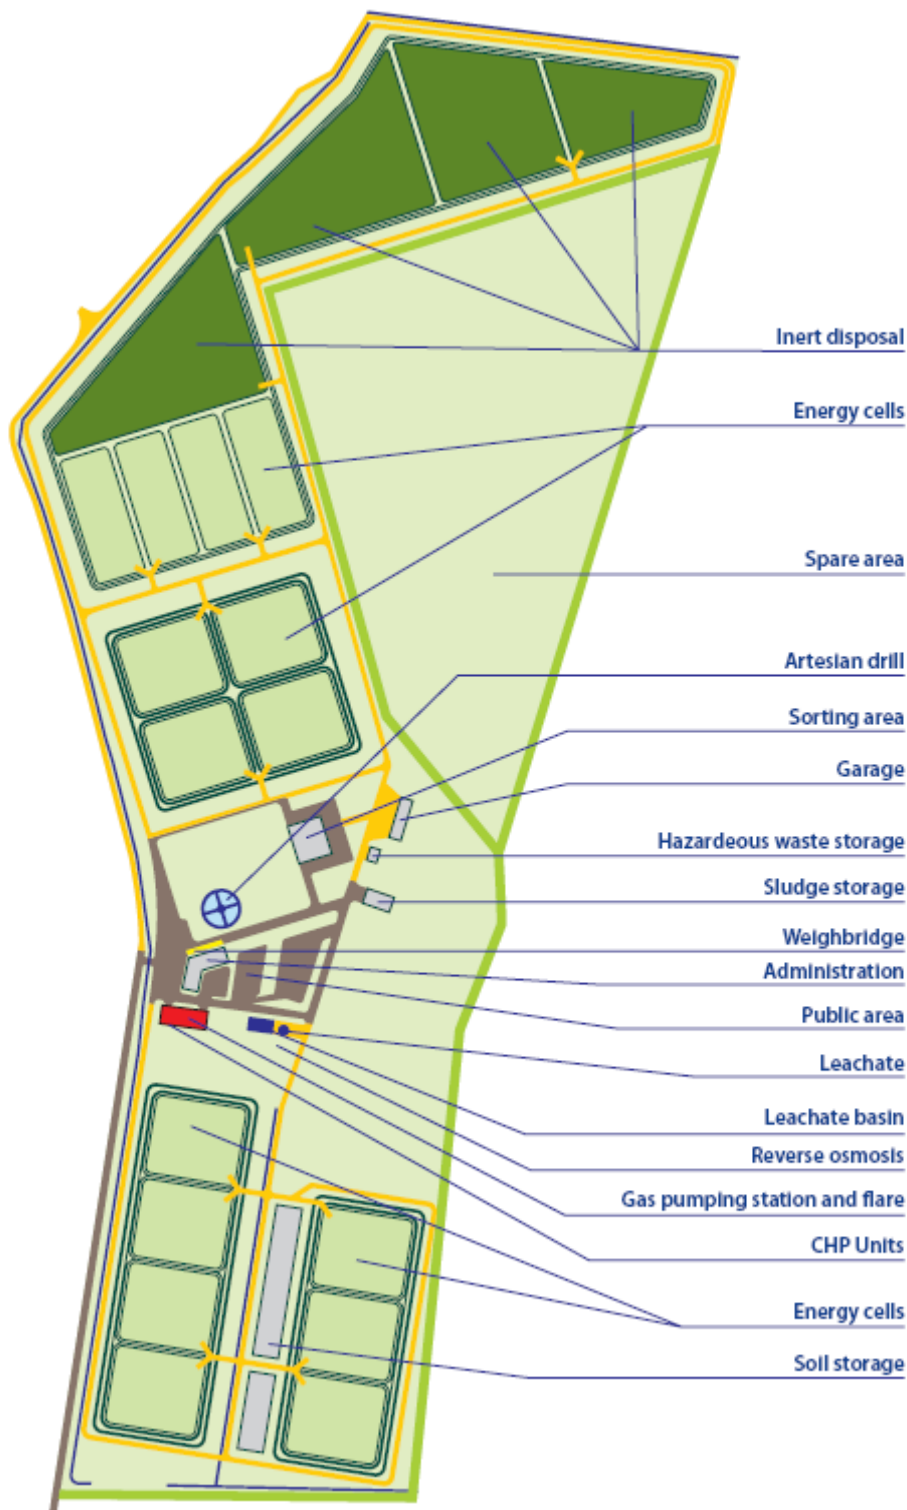 Inert disposal
Energy cells
Spare area
Artesian drill
Sorting area
Garage
Hazardeous waste storage
Sludge storage
Weighbridge
Administration
Public area
Leachate
Leachate basin
Reverse osmosis
Gas pumping station and flare
CHP Units
Energy cells
Soil storage